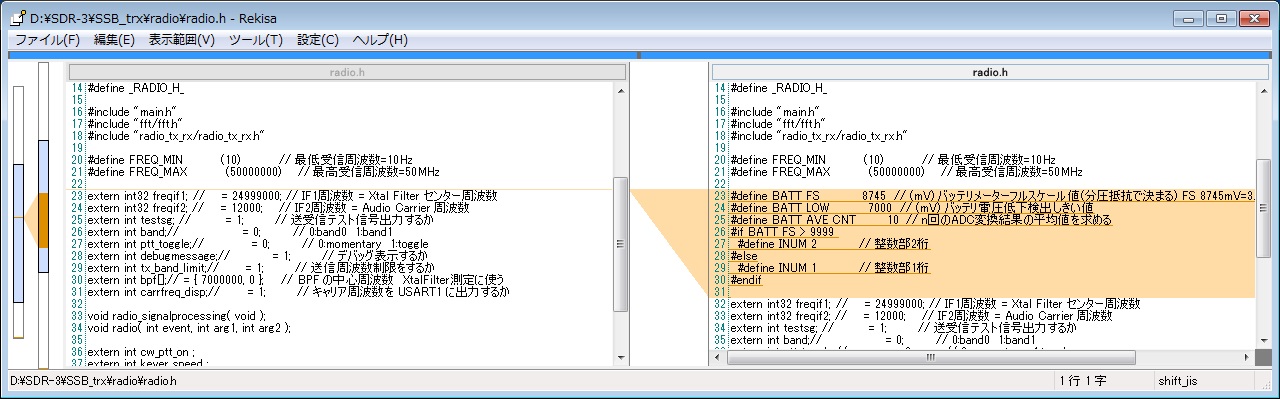 D:¥SDR-3¥SSB_trx¥radio¥radio.h - Rekisa
ファイル(F) 編集(E) 表示範囲(V) ツール(T) 設定(C) ヘルプ(H)
radio.h
14 #define _RADIO_H_
15
16 #include "main.h"
17 #include "fft/fft.h"
18 #include "radio_tx_rx/radio_tx_rx.h"
19
20 #define FREQ_MIN (10) // 最低受信周波数=10Hz
21 #define FREQ_MAX (50000000) // 最高受信周波数=50MHz
22
23 extern int32 freqif1; // = 24999000; // IF1周波数 = Xtal Filter センター周波数
24 extern int32 freqif2; // = 12000; // IF2周波数 = Audio Carrier 周波数
25 extern int testsg; // = 1; // 送受信テスト信号出力するか
26 extern int band;// = 0; // 0:band0 1:band1
27 extern int ptt_toggle;// = 0; // 0:momentary 1:toggle
28 extern int debugmessage;// = 1; // デバッグ表示するか
29 extern int tx_band_limit;// = 1; // 送信周波数制限をするか
30 extern int bpf[];// = { 7000000, 0 }; // BPFの中心周波数 XtalFilter測定に使う
31 extern int carrfreq_disp;// = 1; // キャリア周波数を USART1に出力するか
32
33 void radio_signalprocessing( void );
34 void radio( int event, int arg1, int arg2 );
35
36 extern int cw_ptt_on ;
37 extern int keyer_speed ;
radio.h
14 #define _RADIO_H_
15
16 #include "main.h"
17 #include "fft/fft.h"
18 #include "radio_tx_rx/radio_tx_rx.h"
19
20 #define FREQ_MIN (10) // 最低受信周波数=10Hz
21 #define FREQ_MAX (50000000) // 最高受信周波数=50MHz
22
23 #define BATT_FS 8745 // (mV) バッテリメーターフルスケール値(分圧抵抗で決まる) FS 8745mV=3.
24 #define BATT_LOW 7000 // (mV) バッテリ電圧低下検出しきい値
25 #define BATT_AVE_CNT 10 // n回のADC変換結果の平均値を求める
26 #if BATT_FS > 9999
27 #define INUM 2 // 整数部2桁
28 #else
29 #define INUM 1 // 整数部1桁
30 #endif
31
32 extern int32 freqif1; // = 24999000; // IF1周波数 = Xtal Filter センター周波数
33 extern int32 freqif2; // = 12000; // IF2周波数 = Audio Carrier 周波数
34 extern int testsg; // = 1; // 送受信テスト信号出力するか
35 extern int band;// = 0; // 0:band0 1:band1
D:¥SDR-3¥SSB_trx¥radio¥radio.h 1行 1字 shift_jis